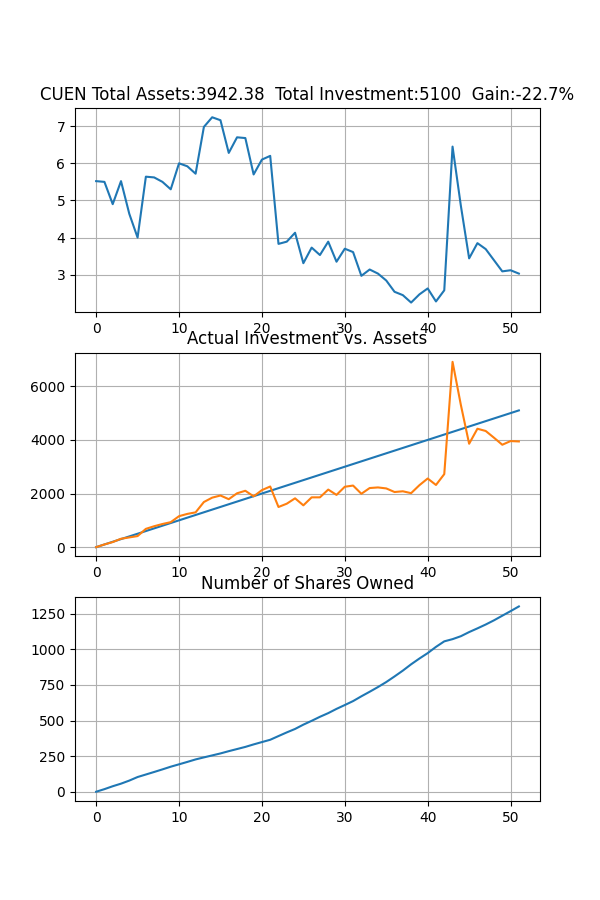 CUEN Total Assets:3942.38  Total Investment:5100  Gain:-22.7%
7
6
5
4
3
0 10 20 30 40 50
Actual Investment vs. Assets
6000
4000
2000
0
0 10 20 30 40 50
Number of Shares Owned
1250
1000
750
500
250
0
0 10 20 30 40 50